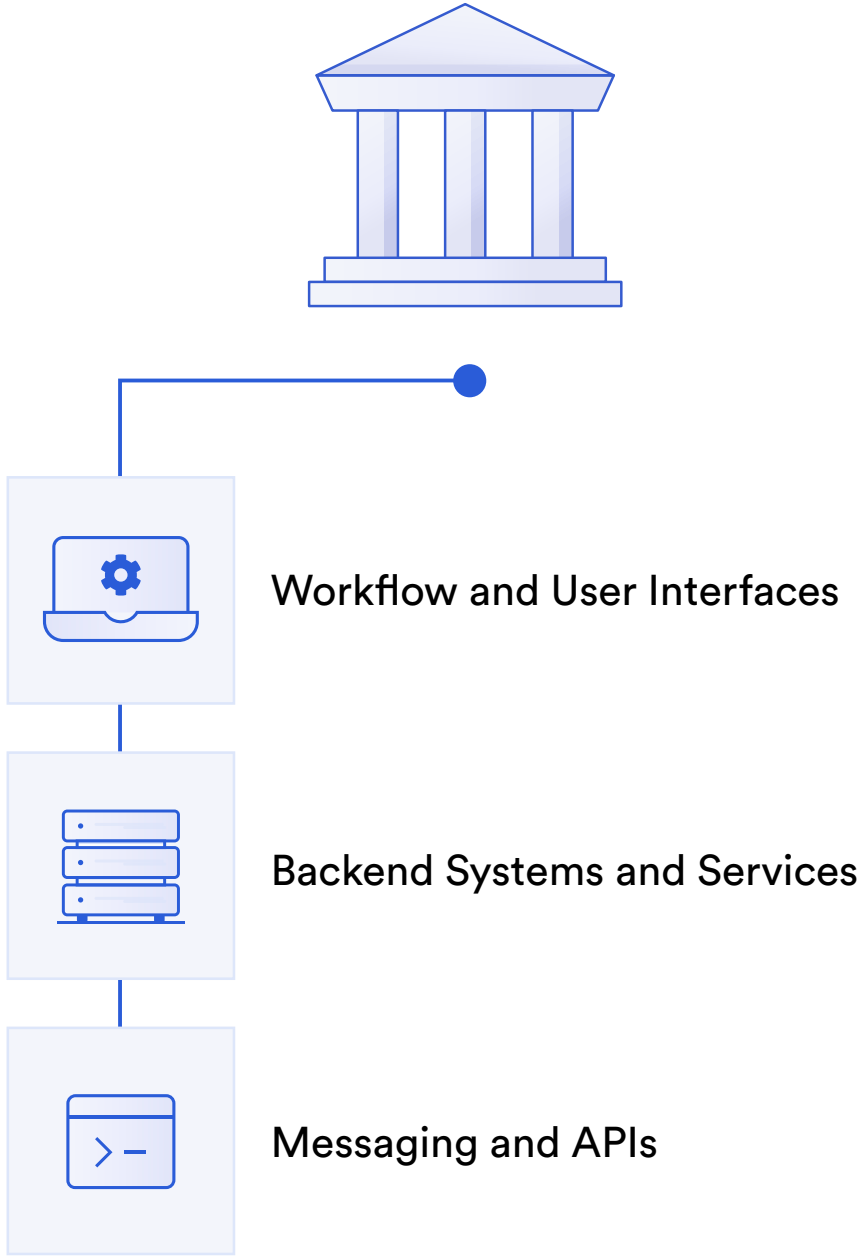 Workflow and User Interfaces
Backend Systems and Services
Messaging and APIs